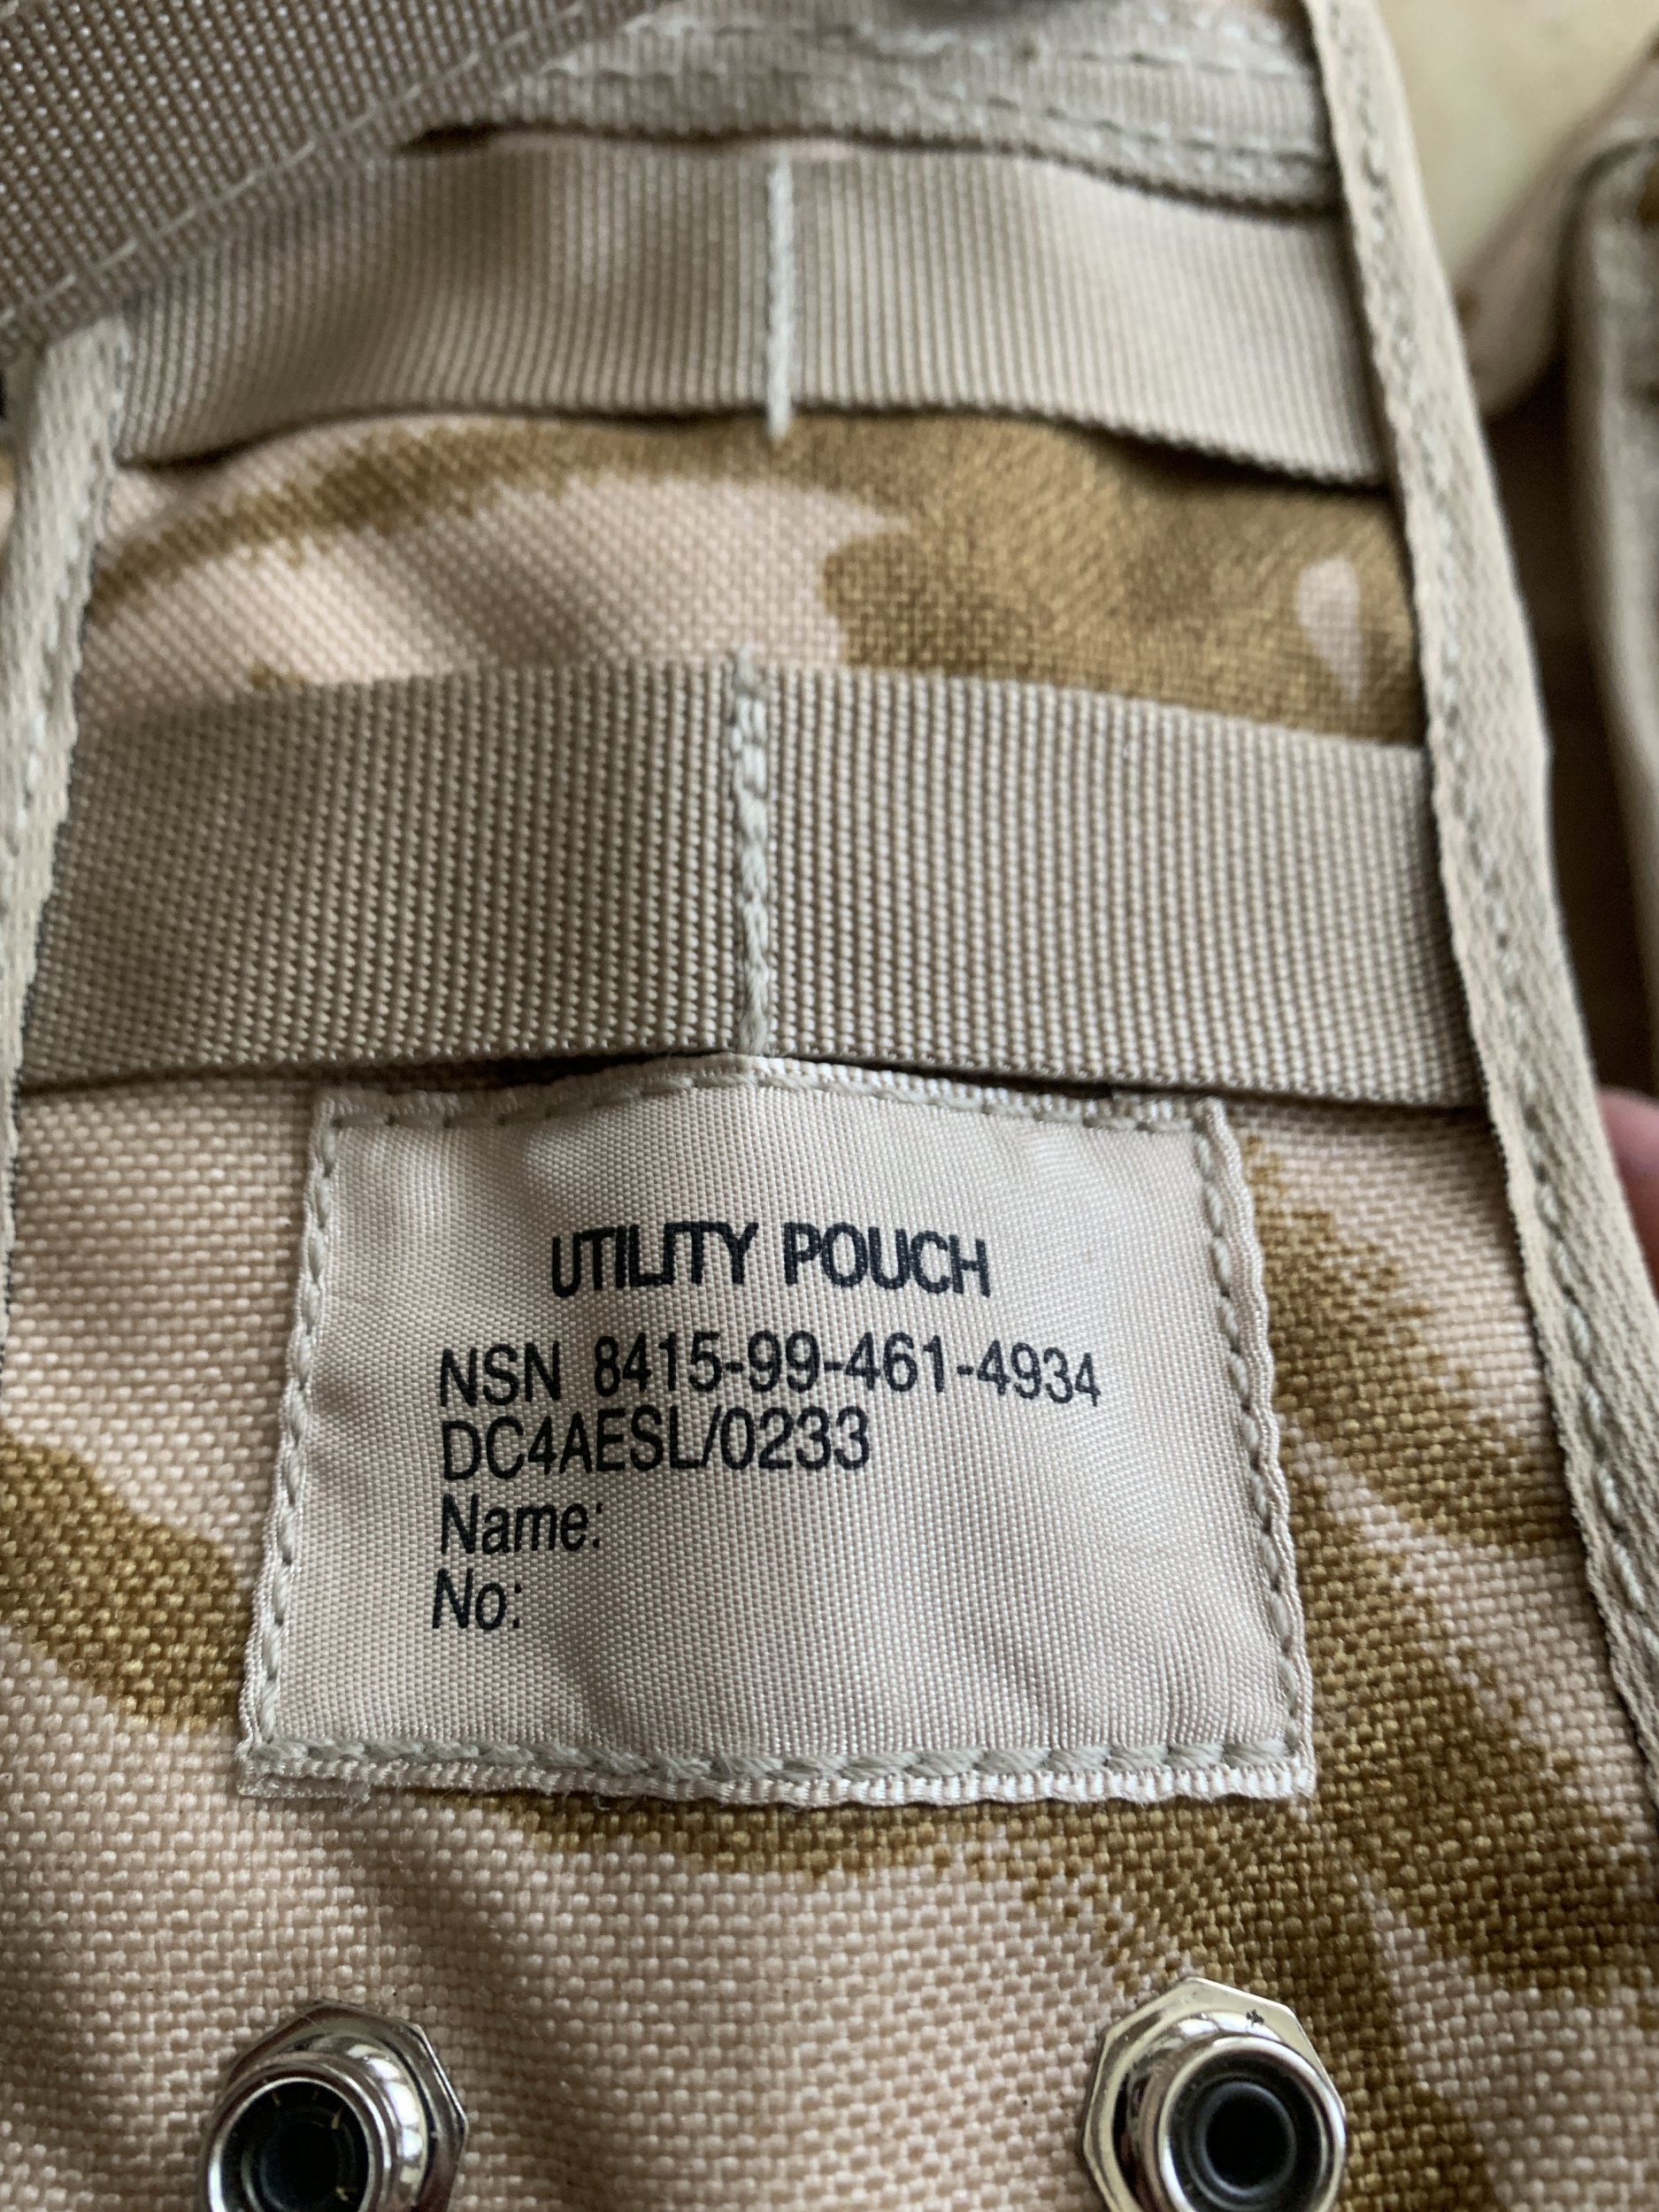 UTILITY POUCH
NSN 8415-99-461-4934
DC4AESL/0233
Name:
No: